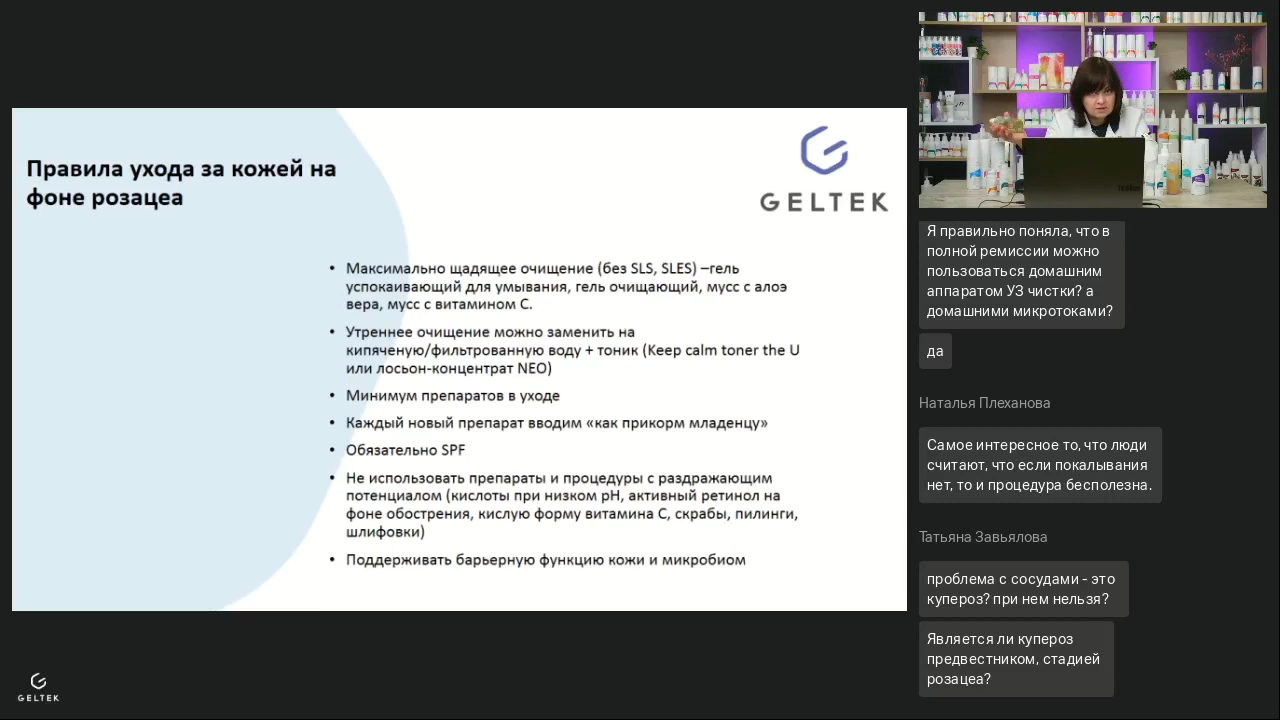 Правила ухода за кожей на
фоне розацеа
GELTEK
• Максимально щадящее очищение (без SLS, SLES) –гель
успокаивающий для умывания, гель очищающий, мусс с алоэ
вера, мусс с витамином С.
• Утреннее очищение можно заменить на
кипяченую/фильтрованную воду + тоник (Keep calm toner the U
или лосьон-концентрат NEO)
• Минимум препаратов в уходе
• Каждый новый препарат вводим «как прикорм младенцу»
• Обязательно SPF
• Не использовать препараты и процедуры с раздражающим
потенциалом (кислоты при низком pH, активный ретинол на
фоне обострения, кислую форму витамина С, скрабы, пилинги,
шлифовки)
• Поддерживать барьерную функцию кожи и микробиом
GELTEK
Я правильно поняла, что в
полной ремиссии можно
пользоваться домашним
аппаратом УЗ чистки? а
домашними микротоками?
да
Наталья Плеханова
Самое интересное то, что люди
считают, что если покалывания
нет, то и процедура бесполезна.
Татьяна Завьялова
проблема с сосудами - это
купероз? при нем нельзя?
Является ли купероз
предвестником, стадией
розацеа?